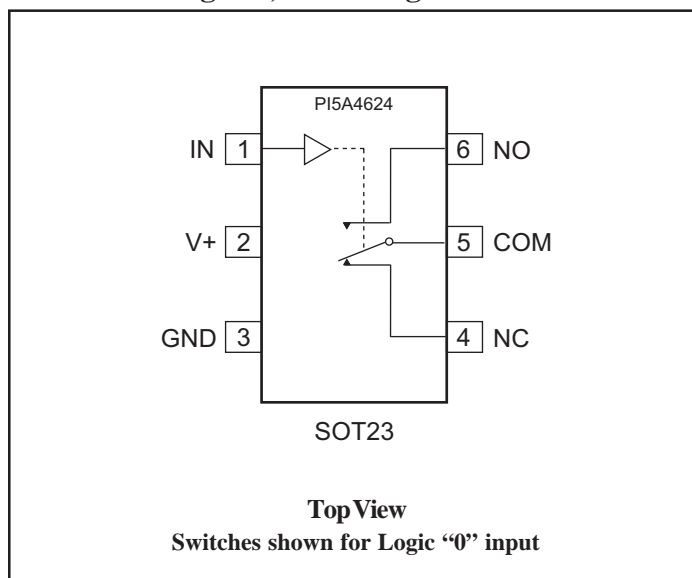 PI5A4624
IN 1
6 NO
V+ 2
5 COM
GND 3
4 NC
SOT23
Top View
Switches shown for Logic “0” input